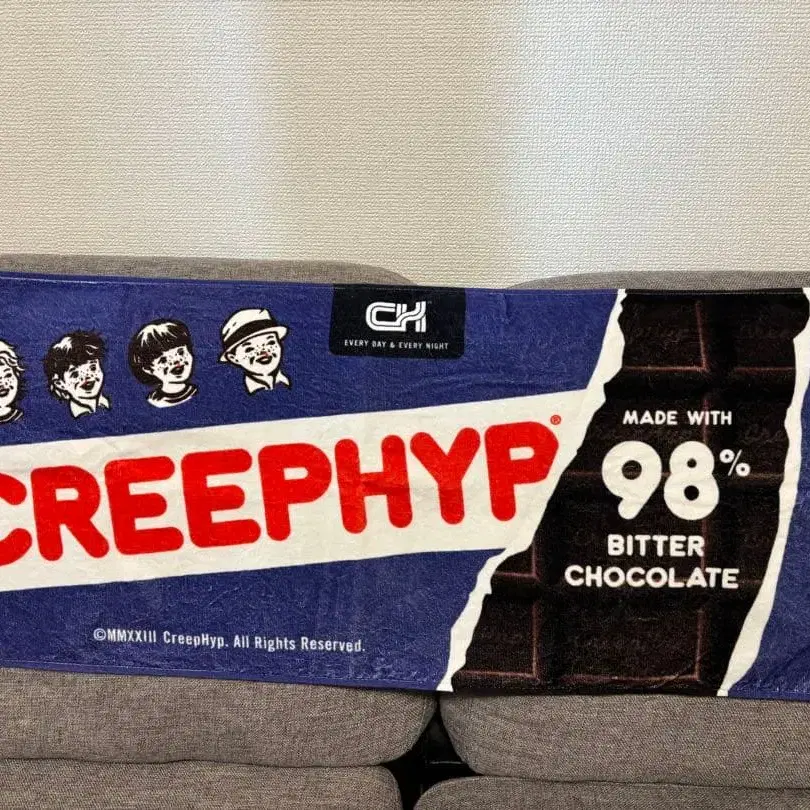 CH
EVERY DAY & EVERY NIGHT
CREEPHYP®
MADE WITH
98%
BITTER
CHOCOLATE
©MMXXIII CreepHyp. All Rights Reserved.